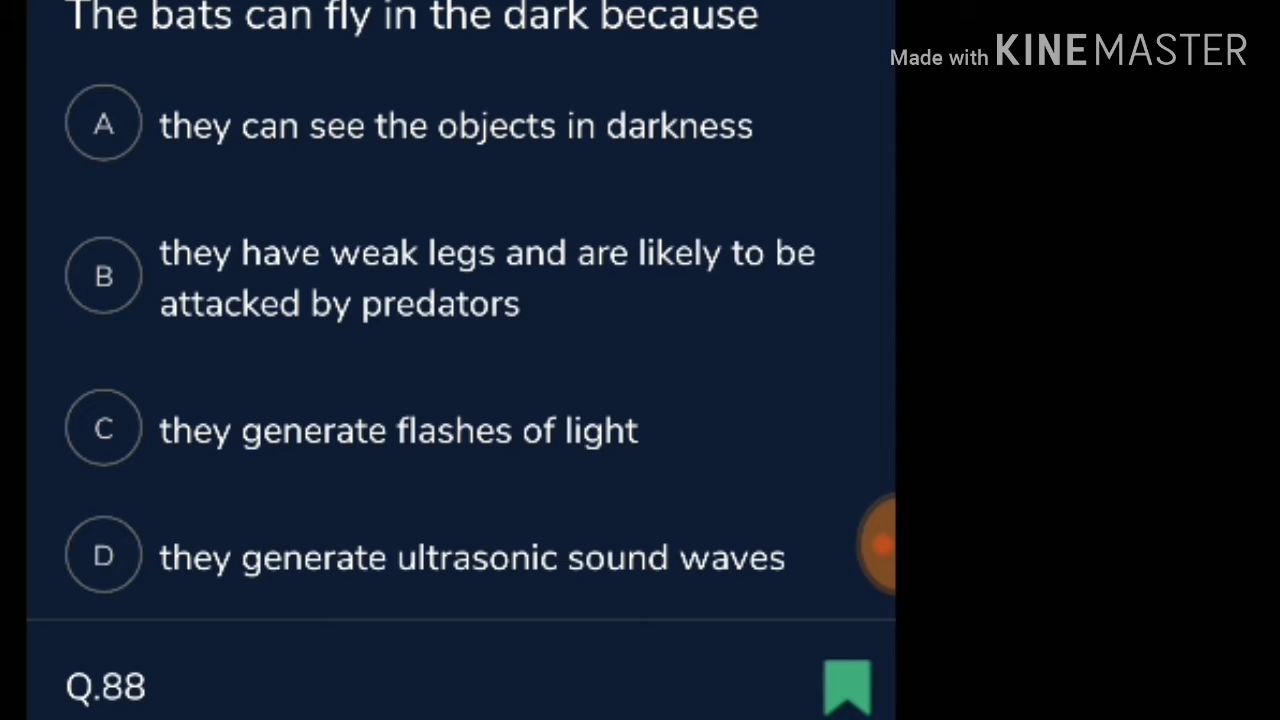 The bats can fly in the dark because
Made with KINEMASTER
A they can see the objects in darkness
B they have weak legs and are likely to be
attacked by predators
C they generate flashes of light
D they generate ultrasonic sound waves
Q.88